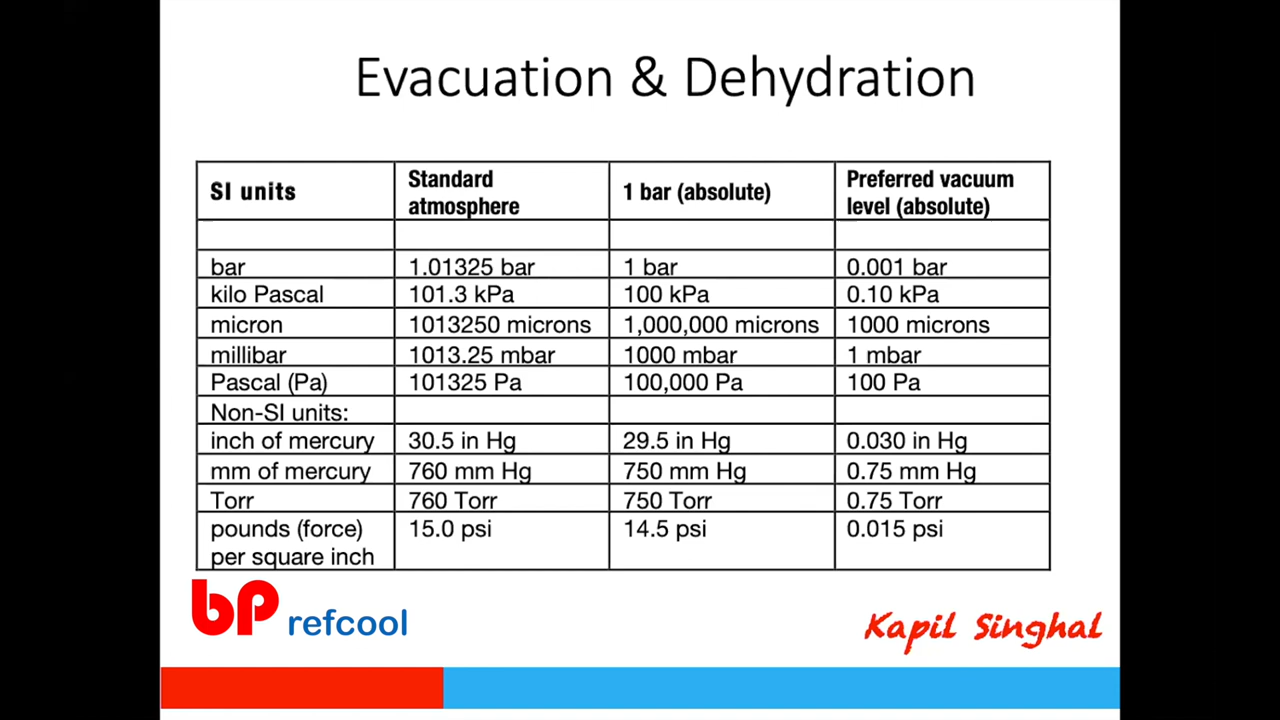 Evacuation & Dehydration
SI units Standard atmosphere 1 bar (absolute) Preferred vacuum level (absolute)
bar 1.01325 bar 1 bar 0.001 bar
kilo Pascal 101.3 kPa 100 kPa 0.10 kPa
micron 1013250 microns 1,000,000 microns 1000 microns
millibar 1013.25 mbar 1000 mbar 1 mbar
Pascal (Pa) 101325 Pa 100,000 Pa 100 Pa
Non-SI units:
inch of mercury 30.5 in Hg 29.5 in Hg 0.030 in Hg
mm of mercury 760 mm Hg 750 mm Hg 0.75 mm Hg
Torr 760 Torr 750 Torr 0.75 Torr
pounds (force) per square inch 15.0 psi 14.5 psi 0.015 psi
bp refcool
Kapil Singhal